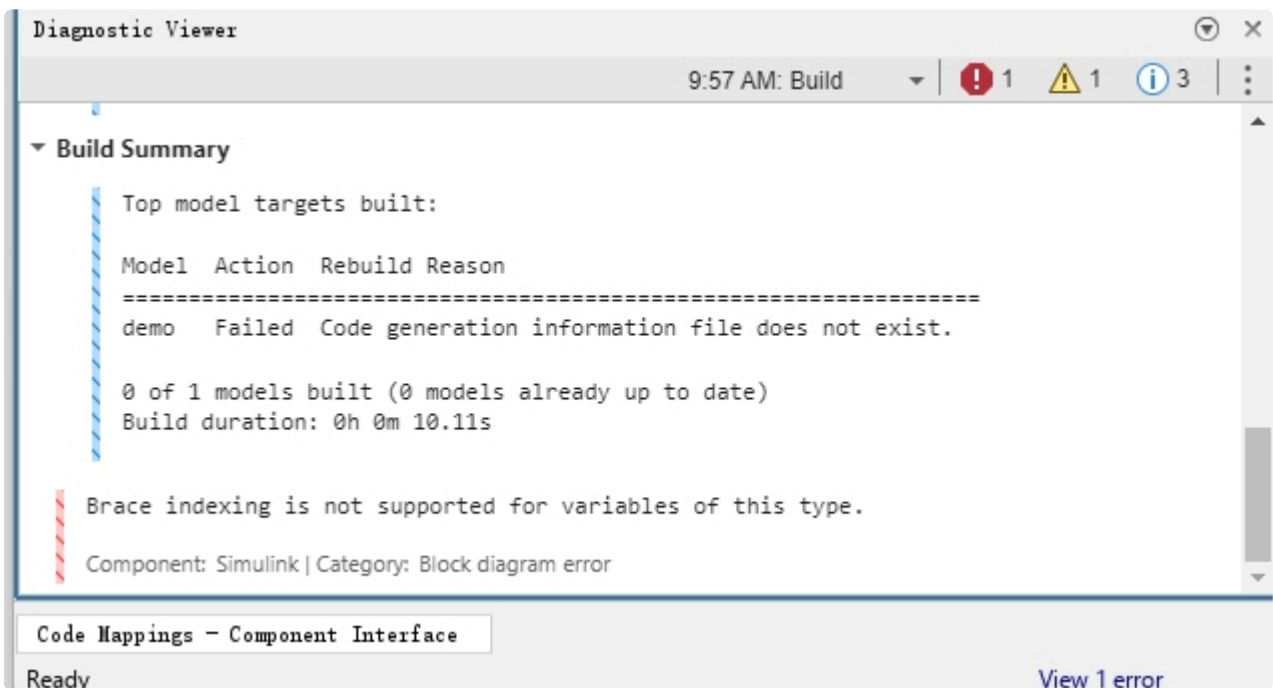 Diagnostic Viewer
9:57 AM: Build 1 1 3
Build Summary
Top model targets built:
Model Action Rebuild Reason
=================================================================
demo Failed Code generation information file does not exist.
0 of 1 models built (0 models already up to date)
Build duration: 0h 0m 10.11s
Brace indexing is not supported for variables of this type.
Component: Simulink | Category: Block diagram error
Code Mappings - Component Interface
Ready View 1 error